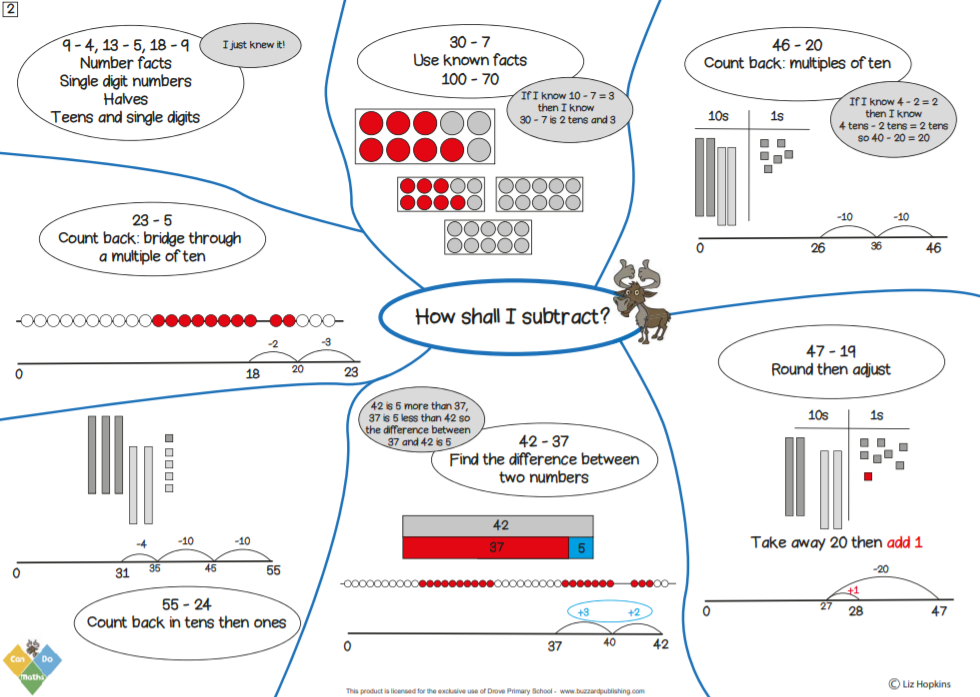 2
9 - 4, 13 - 5, 18 - 9
Number facts
Single digit numbers
Halves
Teens and single digits
I just knew it!
30 - 7
Use known facts
100 - 70
If I know 10 - 7 = 3
then I know
30 - 7 is 2 tens and 3
46 - 20
Count back: multiples of ten
If I know 4 - 2 = 2
then I know
4 tens - 2 tens = 2 tens
so 40 - 20 = 20
10s 1s
-10 -10
0 26 36 46
23 - 5
Count back: bridge through
a multiple of ten
-2 -3
0 18 20 23
How shall I subtract?
47 - 19
Round then adjust
10s 1s
Take away 20 then add 1
-20
+1
0 27 28 47
42 is 5 more than 37,
37 is 5 less than 42 so
the difference between
37 and 42 is 5
42 - 37
Find the difference between
two numbers
42
37 5
+3 +2
0 37 40 42
-4 -10 -10
0 31 35 45 55
55 - 24
Count back in tens then ones
Can Do
Maths
This product is licensed for the exclusive use of Drove Primary School - www.buzzardpublishing.com
© Liz Hopkins